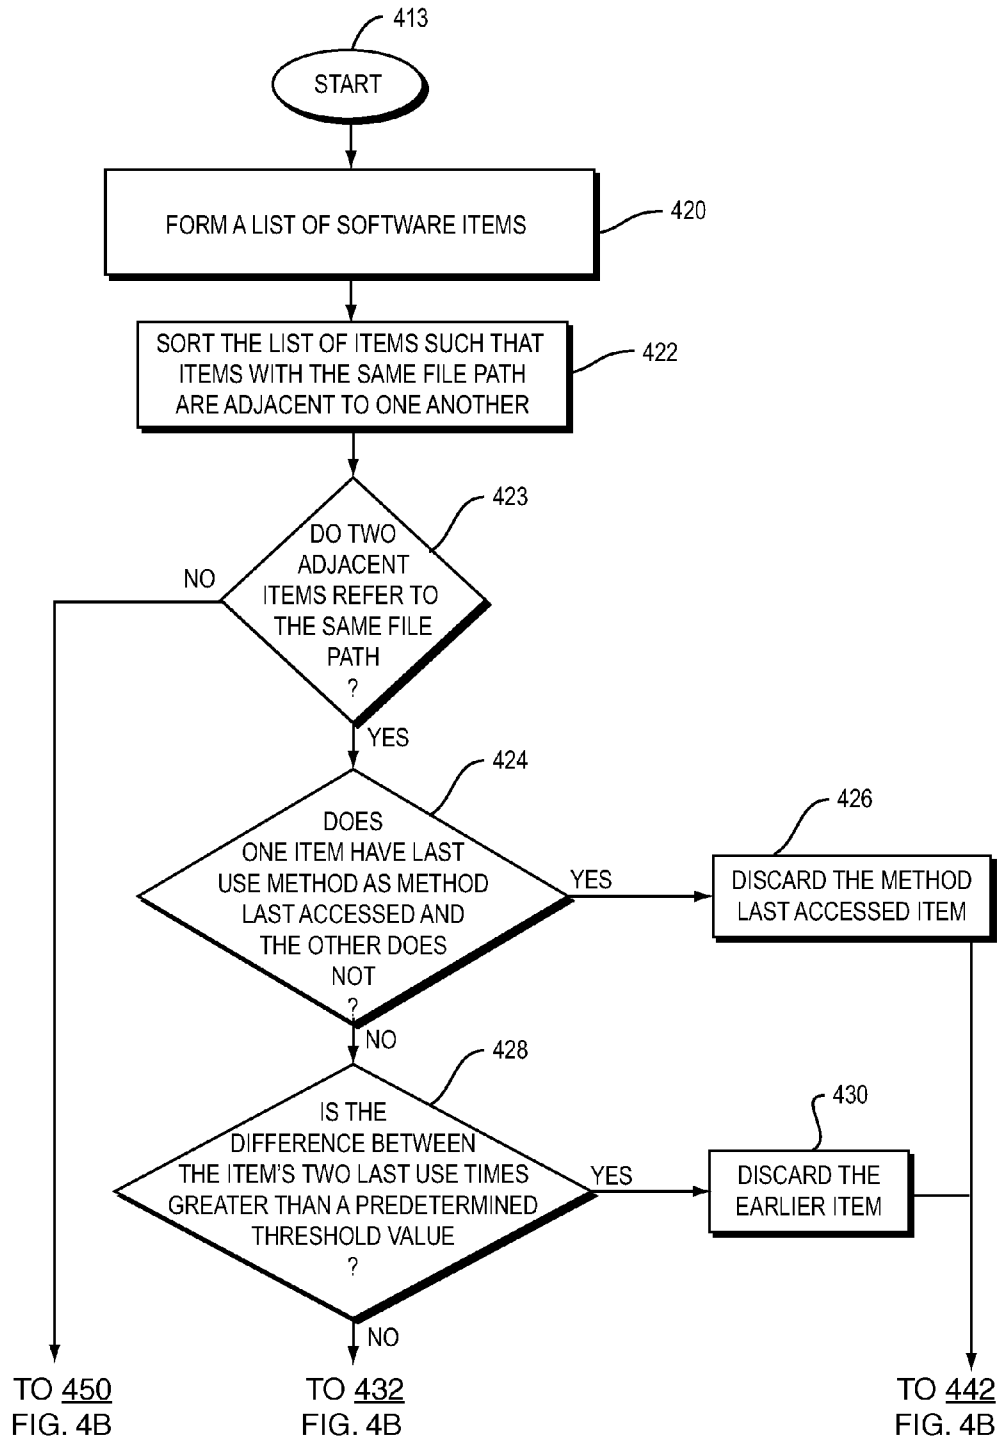 413
START
FORM A LIST OF SOFTWARE ITEMS
420
SORT THE LIST OF ITEMS SUCH THAT
ITEMS WITH THE SAME FILE PATH
ARE ADJACENT TO ONE ANOTHER
422
423
DO TWO
ADJACENT
ITEMS REFER TO
THE SAME FILE
PATH
?
NO
YES
424
DOES
ONE ITEM HAVE LAST
USE METHOD AS METHOD
LAST ACCESSED AND
THE OTHER DOES
NOT
?
YES
426
DISCARD THE METHOD
LAST ACCESSED ITEM
NO
428
IS THE
DIFFERENCE BETWEEN
THE ITEM'S TWO LAST USE TIMES
GREATER THAN A PREDETERMINED
THRESHOLD VALUE
?
YES
430
DISCARD THE
EARLIER ITEM
NO
TO 450
FIG. 4B
TO 432
FIG. 4B
TO 442
FIG. 4B